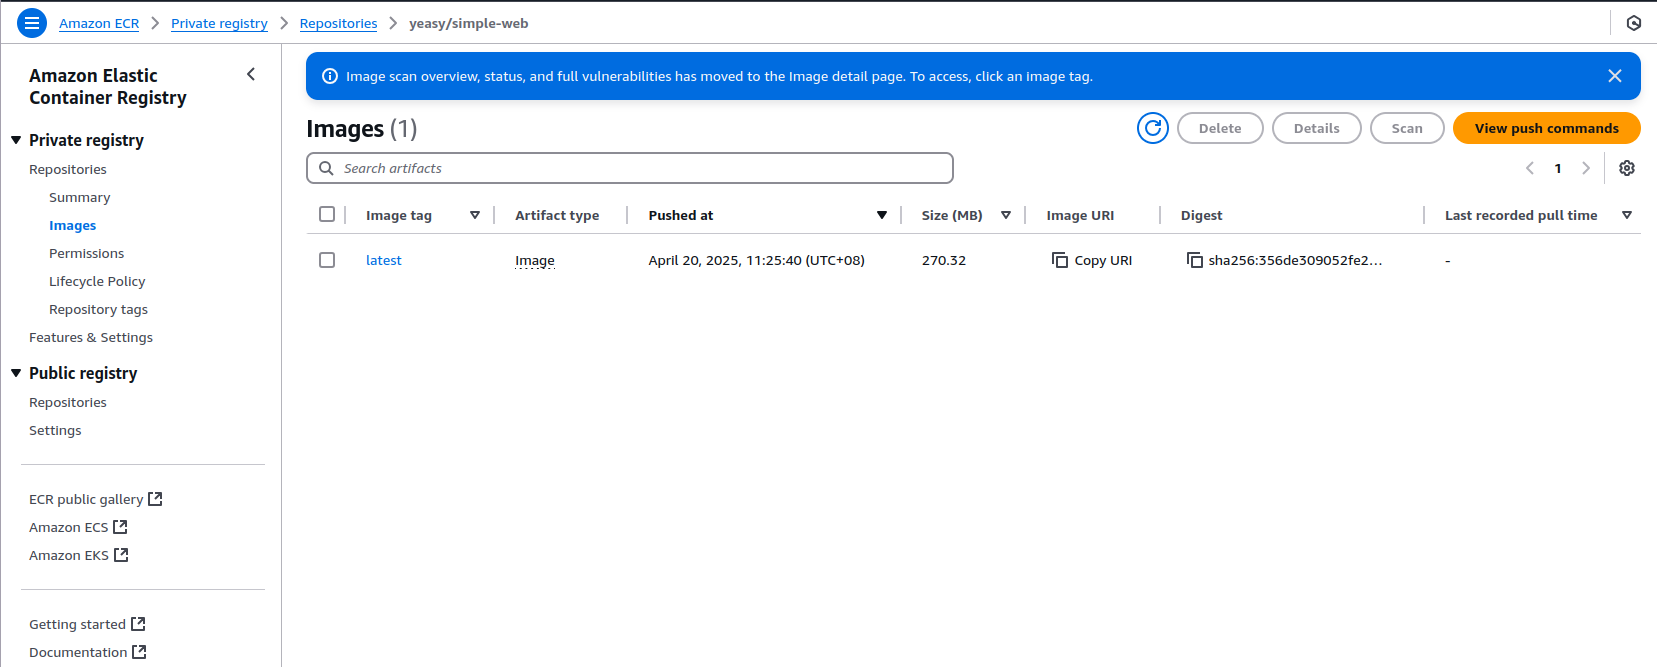 Amazon ECR > Private registry > Repositories > yeasy/simple-web
Amazon Elastic
Container Registry
Private registry
Repositories
Summary
Images
Permissions
Lifecycle Policy
Repository tags
Features & Settings
Public registry
Repositories
Settings
ECR public gallery
Amazon ECS
Amazon EKS
Getting started
Documentation
Image scan overview, status, and full vulnerabilities has moved to the Image detail page. To access, click an image tag.
Images (1)
Delete Details Scan View push commands
Search artifacts
1
Image tag Artifact type Pushed at Size (MB) Image URI Digest Last recorded pull time
latest Image April 20, 2025, 11:25:40 (UTC+08) 270.32 Copy URI sha256:356de309052fe2... -